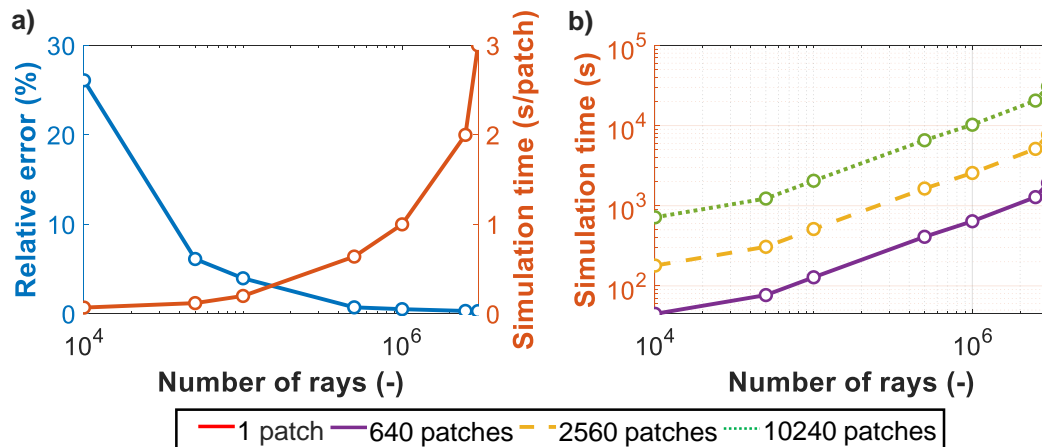 a)
b)
Relative error (%)
30
20
10
0
3
2
1
0
Simulation time (s/patch)
10^4
10^6
Number of rays (-)
Simulation time (s)
10^5
10^4
10^3
10^2
10^4
10^6
Number of rays (-)
1 patch 640 patches 2560 patches 10240 patches